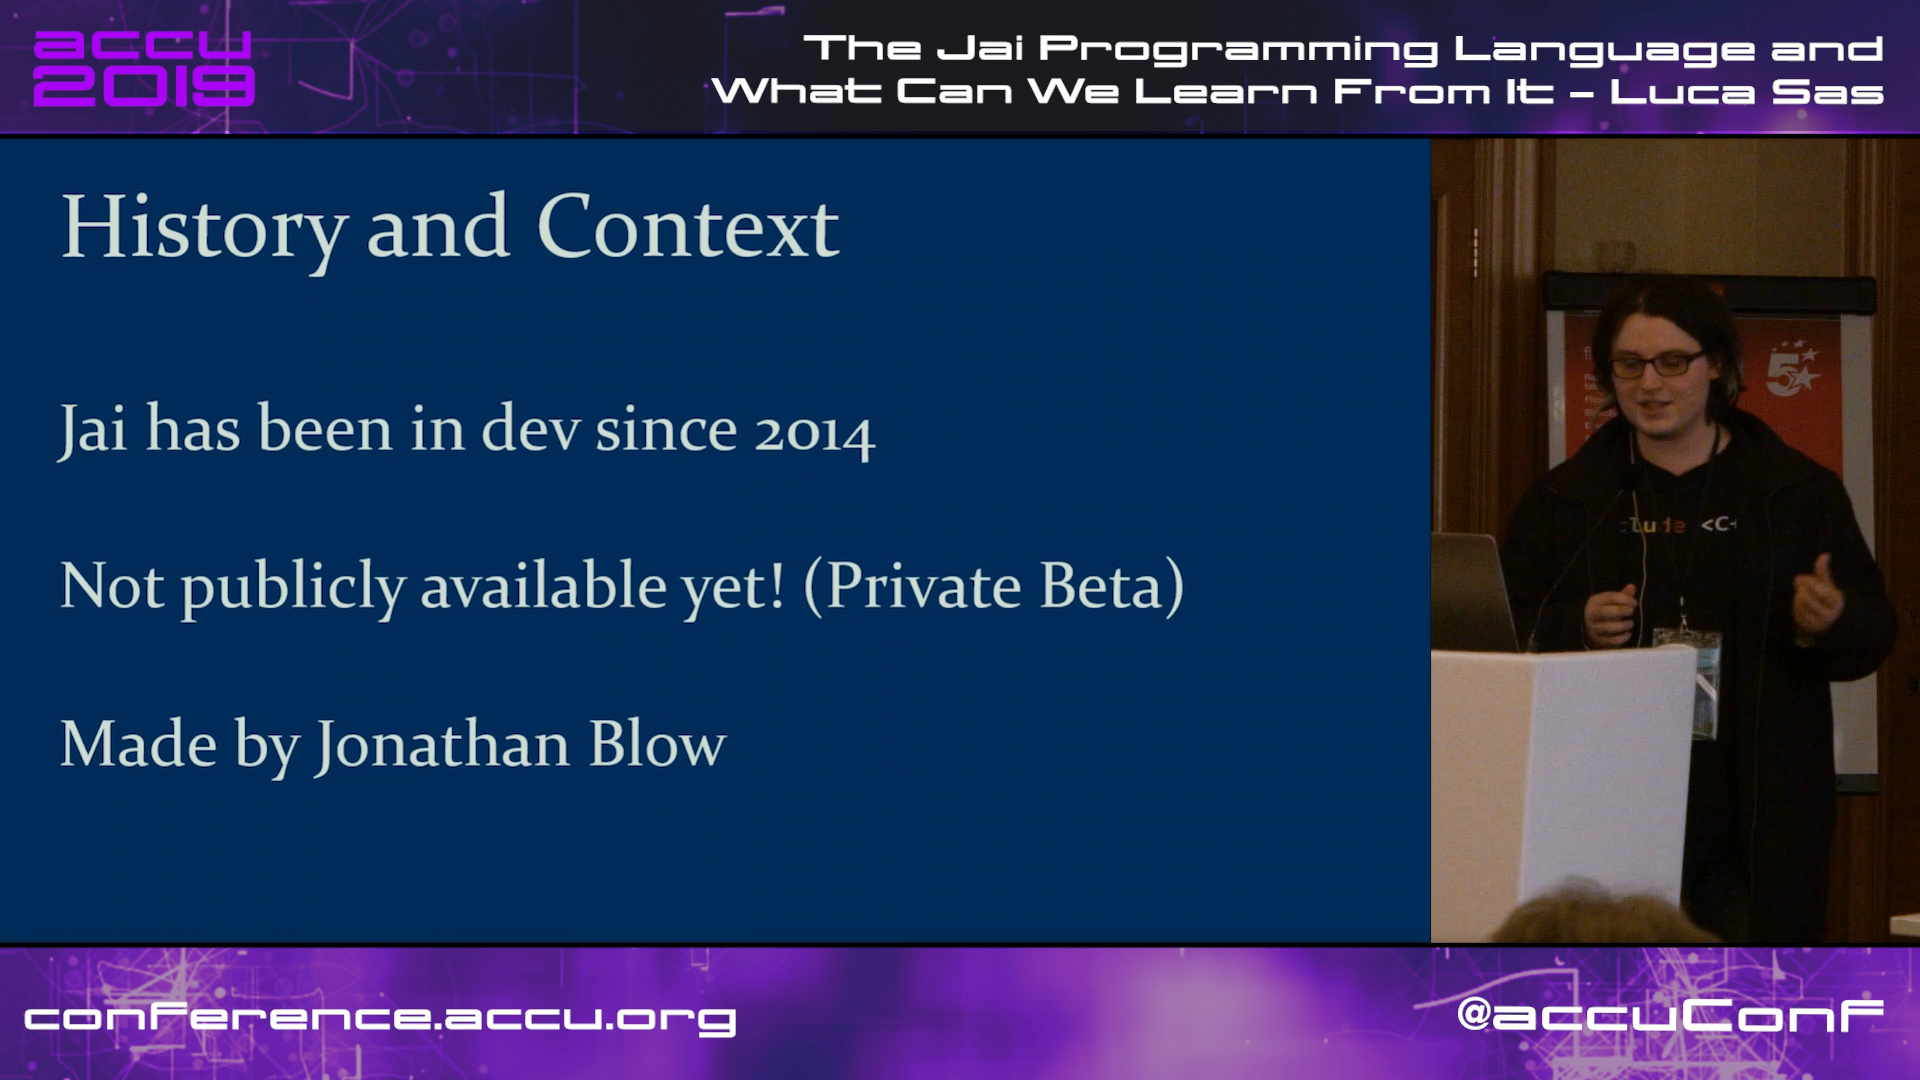 accu
2019
The Jai Programming Language and
What Can We Learn From It - Luca Sas
History and Context
Jai has been in dev since 2014
Not publicly available yet! (Private Beta)
Made by Jonathan Blow
5
<C+
conference.accu.org
@accuConf